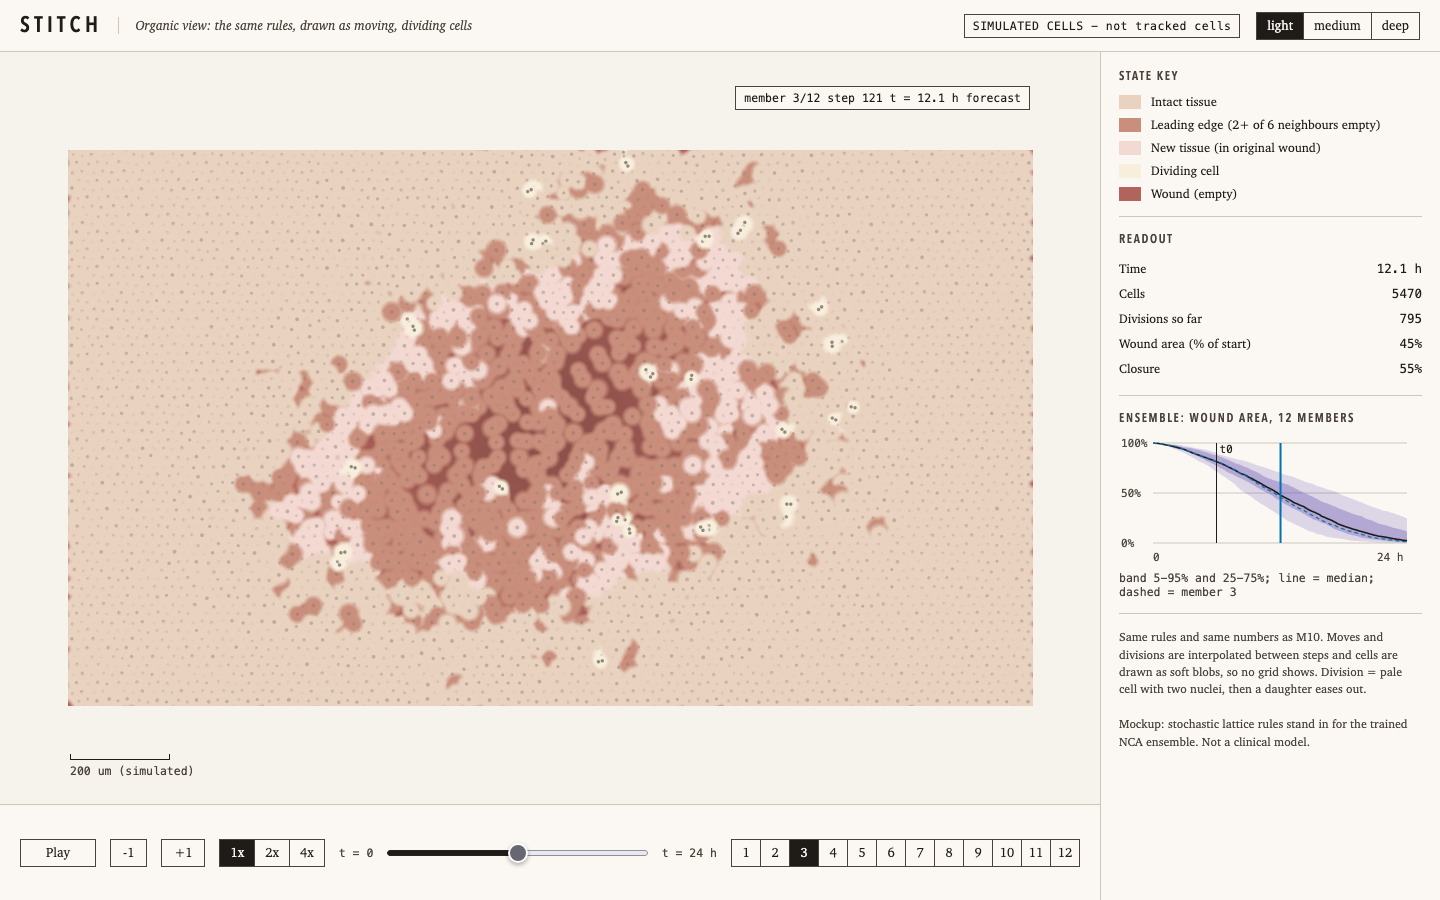 STITCH
Organic view: the same rules, drawn as moving, dividing cells
SIMULATED CELLS – not tracked cells
light medium deep
member 3/12 step 121 t = 12.1 h forecast
200 um (simulated)
STATE KEY
Intact tissue
Leading edge (2+ of 6 neighbours empty)
New tissue (in original wound)
Dividing cell
Wound (empty)
READOUT
Time 12.1 h
Cells 5470
Divisions so far 795
Wound area (% of start) 45%
Closure 55%
ENSEMBLE: WOUND AREA, 12 MEMBERS
100%
t0
50%
0%
0 24 h
band 5–95% and 25–75%; line = median;
dashed = member 3
Same rules and same numbers as M10. Moves and
divisions are interpolated between steps and cells are
drawn as soft blobs, so no grid shows. Division = pale
cell with two nuclei, then a daughter eases out.
Mockup: stochastic lattice rules stand in for the trained
NCA ensemble. Not a clinical model.
Play -1 +1 1x 2x 4x t = 0 t = 24 h 1 2 3 4 5 6 7 8 9 10 11 12